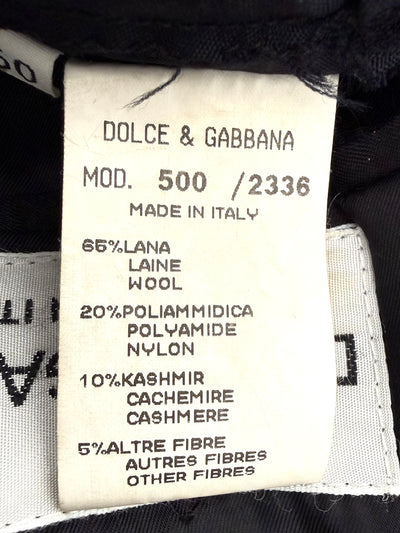 DOLCE & GABBANA
MOD. 500 /2336
MADE IN ITALY
65%LANA
LAINE
WOOL
20%POLIAMMIDICA
POLYAMIDE
NYLON
10%KASHMIR
CACHEMIRE
CASHMERE
5%ALTRE FIBRE
AUTRES FIBRES
OTHER FIBRES